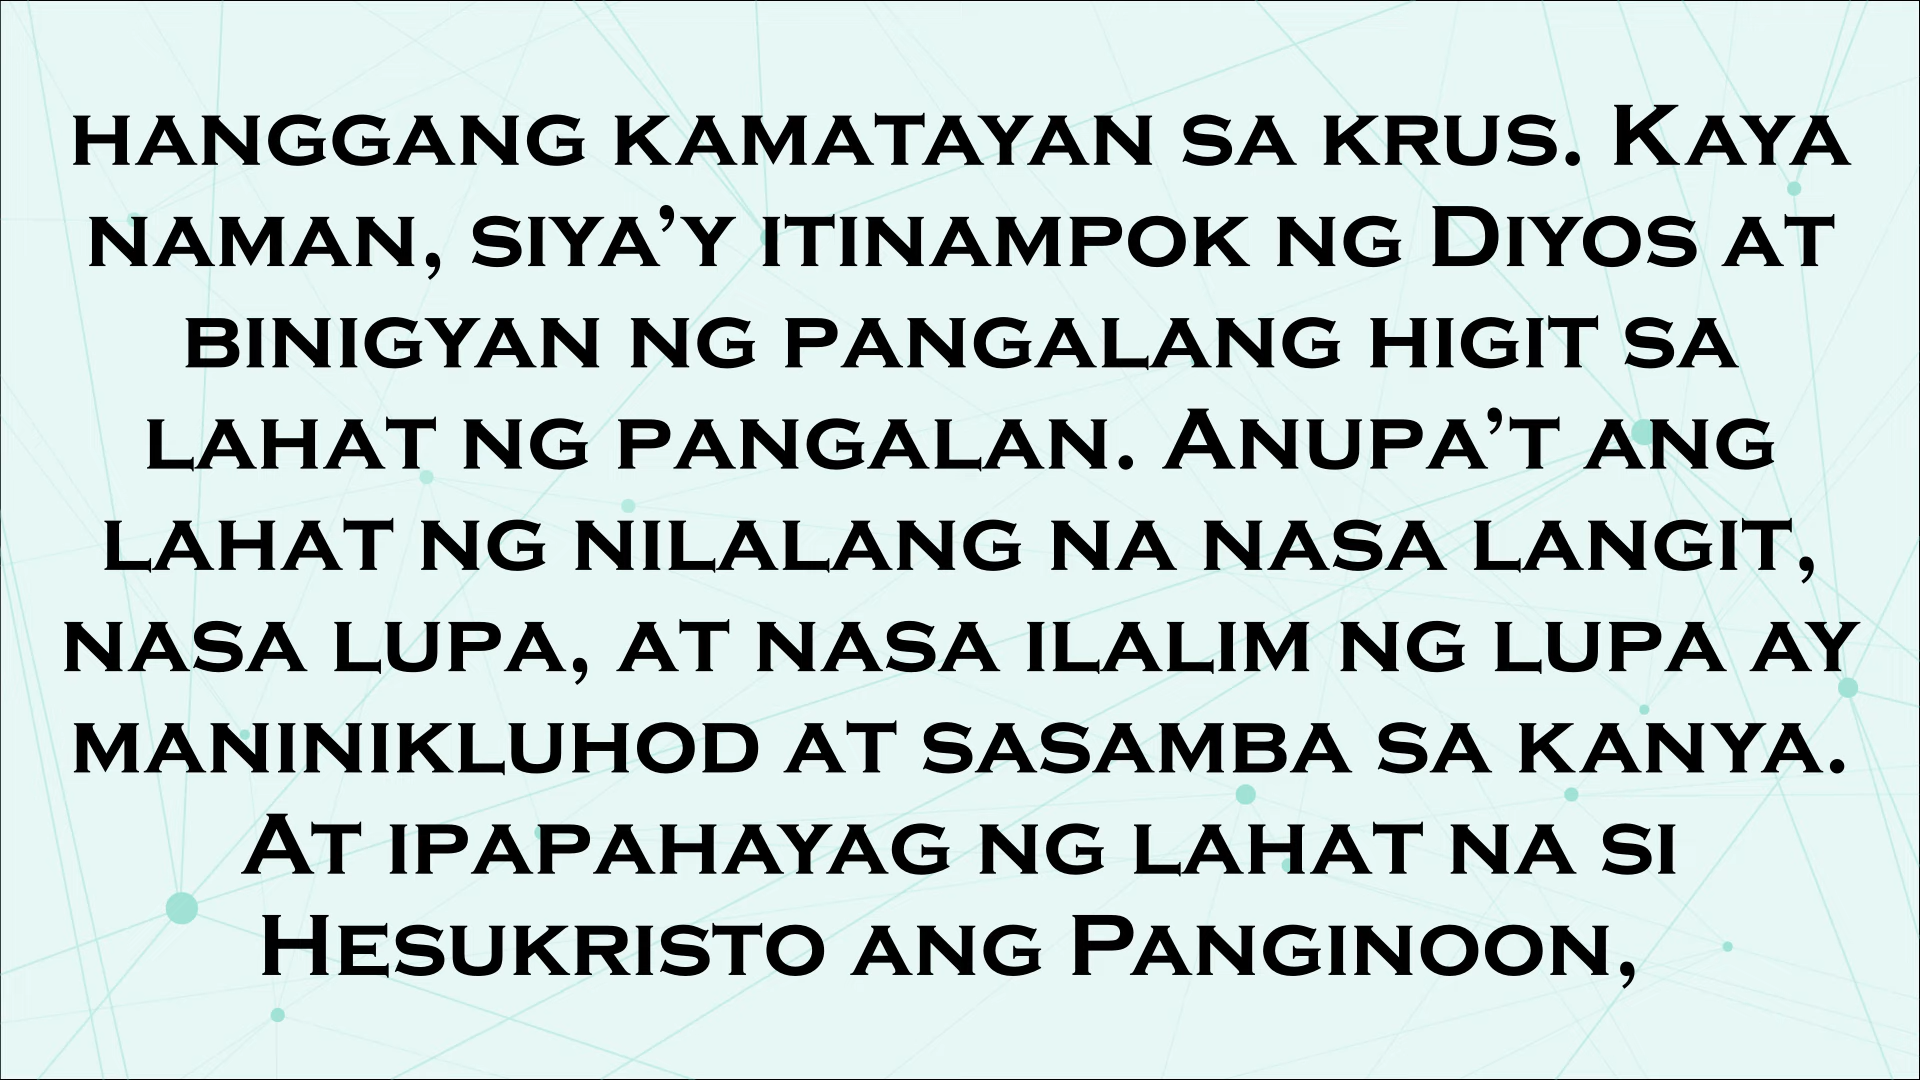 hanggang kamatayan sa krus. Kaya
naman, siya’y itinampok ng Diyos at
binigyan ng pangalang higit sa
lahat ng pangalan. Anupa’t ang
lahat ng nilalang na nasa langit,
nasa lupa, at nasa ilalim ng lupa ay
maninikluhod at sasamba sa kanya.
At ipapahayag ng lahat na si
Hesukristo ang Panginoon,